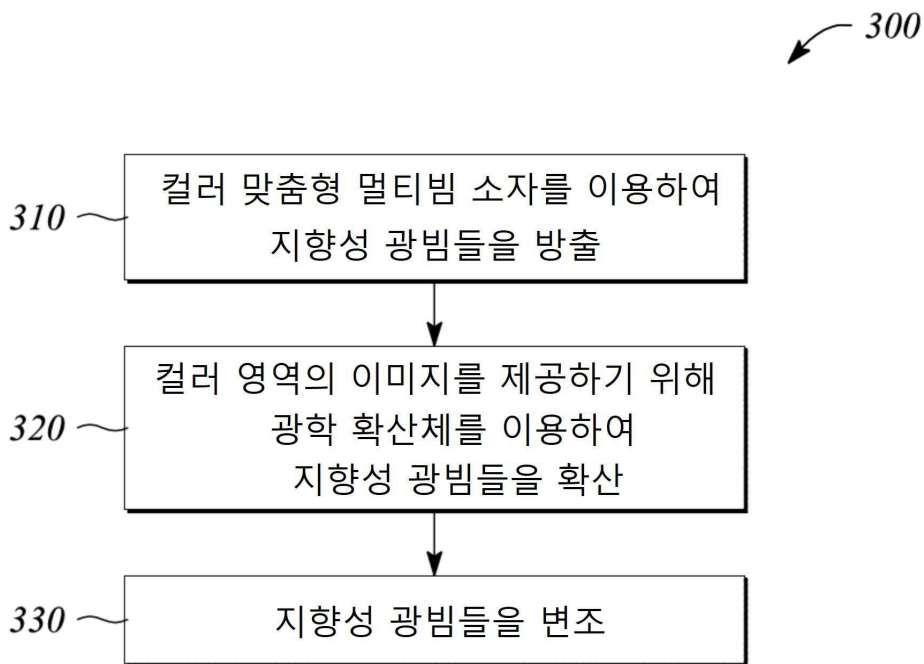 300
310
컬러 맞춤형 멀티빔 소자를 이용하여
지향성 광빔들을 방출
320
컬러 영역의 이미지를 제공하기 위해
광학 확산체를 이용하여
지향성 광빔들을 확산
330
지향성 광빔들을 변조